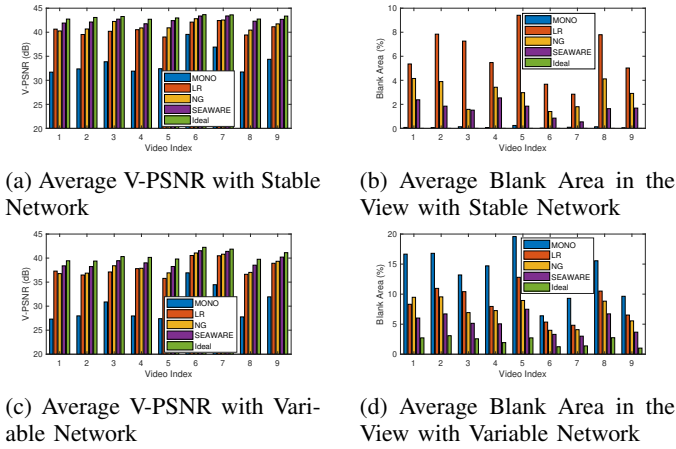 45
40
35
30
25
20
V-PSNR (dB)
MONO
LR
NG
SEAWARE
Ideal
1 2 3 4 5 6 7 8 9
Video Index
(a) Average V-PSNR with Stable
Network
10
8
6
4
2
0
Blank Area (%)
MONO
LR
NG
SEAWARE
Ideal
1 2 3 4 5 6 7 8 9
Video Index
(b) Average Blank Area in the
View with Stable Network
45
40
35
30
25
20
V-PSNR (dB)
MONO
LR
NG
SEAWARE
Ideal
1 2 3 4 5 6 7 8 9
Video Index
(c) Average V-PSNR with Vari-
able Network
20
15
10
5
0
Blank Area (%)
MONO
LR
NG
SEAWARE
Ideal
1 2 3 4 5 6 7 8 9
Video Index
(d) Average Blank Area in the
View with Variable Network